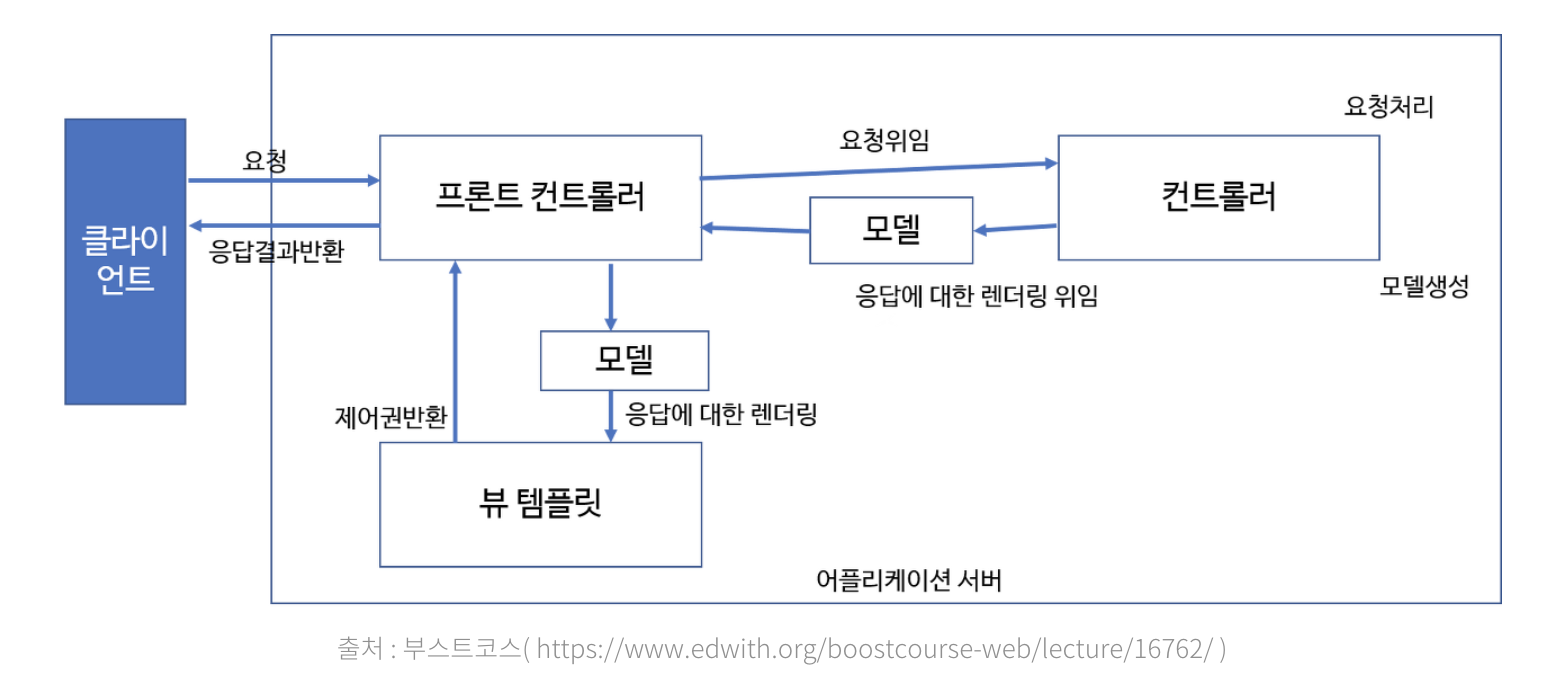 요청처리
요청
요청위임
프론트 컨트롤러
컨트롤러
모델
클라이
언트
응답결과반환
응답에 대한 렌더링 위임
모델생성
모델
제어권반환
응답에 대한 렌더링
뷰 템플릿
어플리케이션 서버
출처 : 부스트코스( https://www.edwith.org/boostcourse-web/lecture/16762/ )